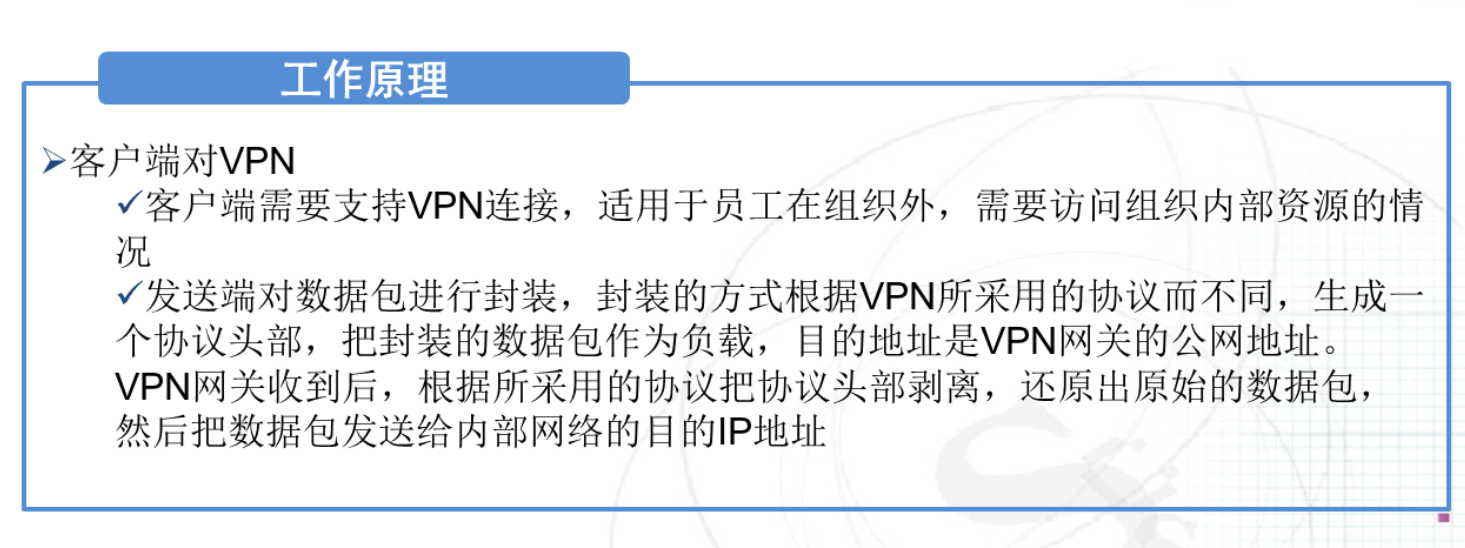 工作原理
➢客户端对VPN
✓客户端需要支持VPN连接，适用于员工在组织外，需要访问组织内部资源的情
况
✓发送端对数据包进行封装，封装的方式根据VPN所采用的协议而不同，生成一
个协议头部，把封装的数据包作为负载，目的地址是VPN网关的公网地址。
VPN网关收到后，根据所采用的协议把协议头部剥离，还原出原始的数据包，
然后把数据包发送给内部网络的目的IP地址